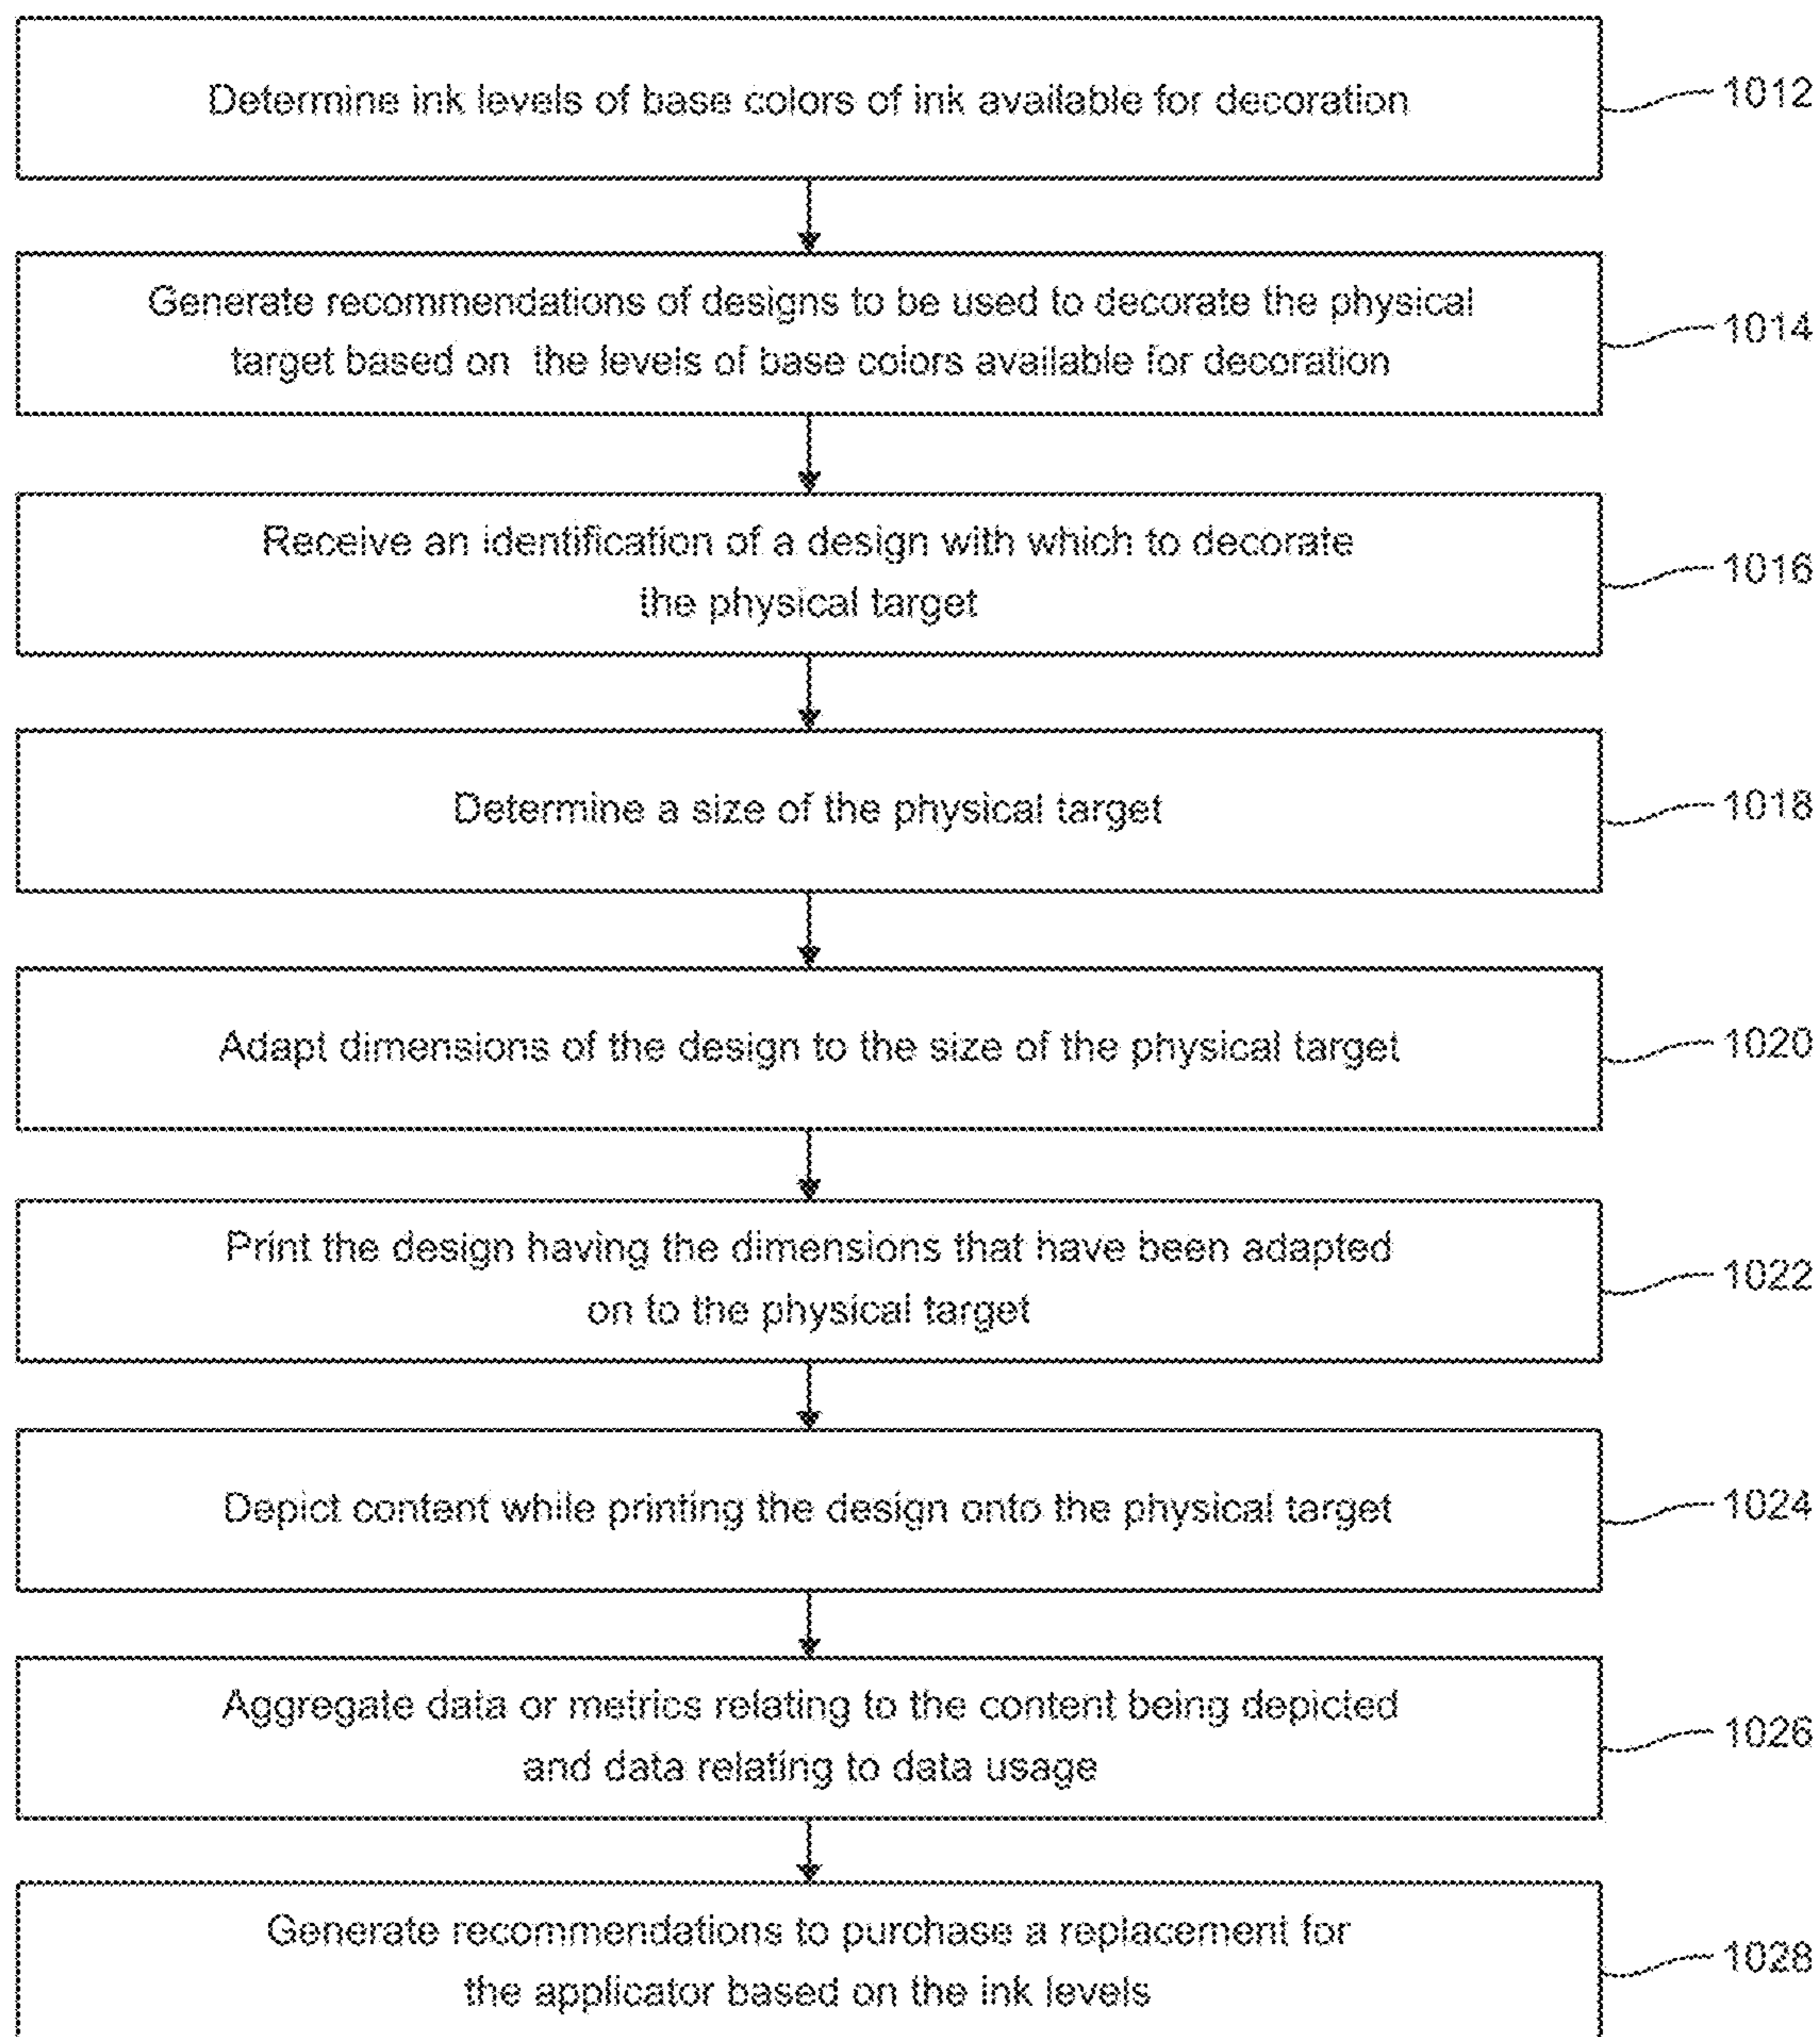 Determine ink levels of base colors of ink available for decoration
1012
Generate recommendations of designs to be used to decorate the physical
target based on the levels of base colors available for decoration
1014
Receive an identification of a design with which to decorate
the physical target
1016
Determine a size of the physical target
1018
Adapt dimensions of the design to the size of the physical target
1020
Print the design having the dimensions that have been adapted
on to the physical target
1022
Depict content while printing the design onto the physical target
1024
Aggregate data or metrics relating to the content being depicted
and data relating to data usage
1026
Generate recommendations to purchase a replacement for
the applicator based on the ink levels
1028